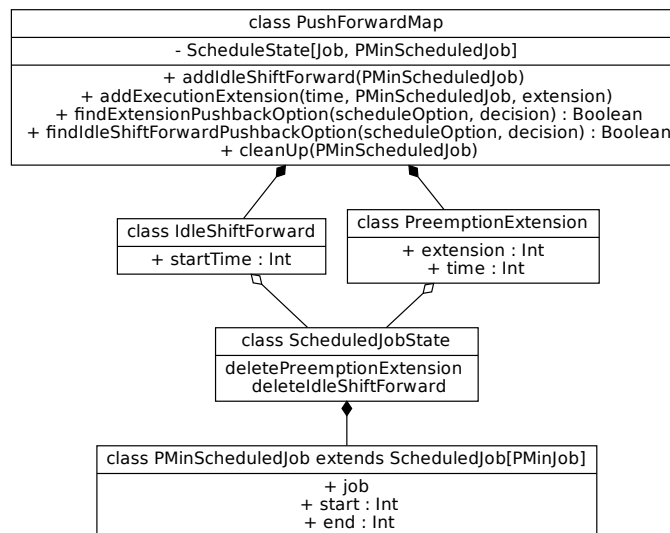 class PushForwardMap
- ScheduleState[Job, PMinScheduledJob]
+ addIdleShiftForward(PMinScheduledJob)
+ addExecutionExtension(time, PMinScheduledJob, extension)
+ findExtensionPushbackOption(scheduleOption, decision) : Boolean
+ findIdleShiftForwardPushbackOption(scheduleOption, decision) : Boolean
+ cleanUp(PMinScheduledJob)
class IdleShiftForward
+ startTime : Int
class PreemptionExtension
+ extension : Int
+ time : Int
class ScheduledJobState
deletePreemptionExtension
deleteIdleShiftForward
class PMinScheduledJob extends ScheduledJob[PMinJob]
+ job
+ start : Int
+ end : Int